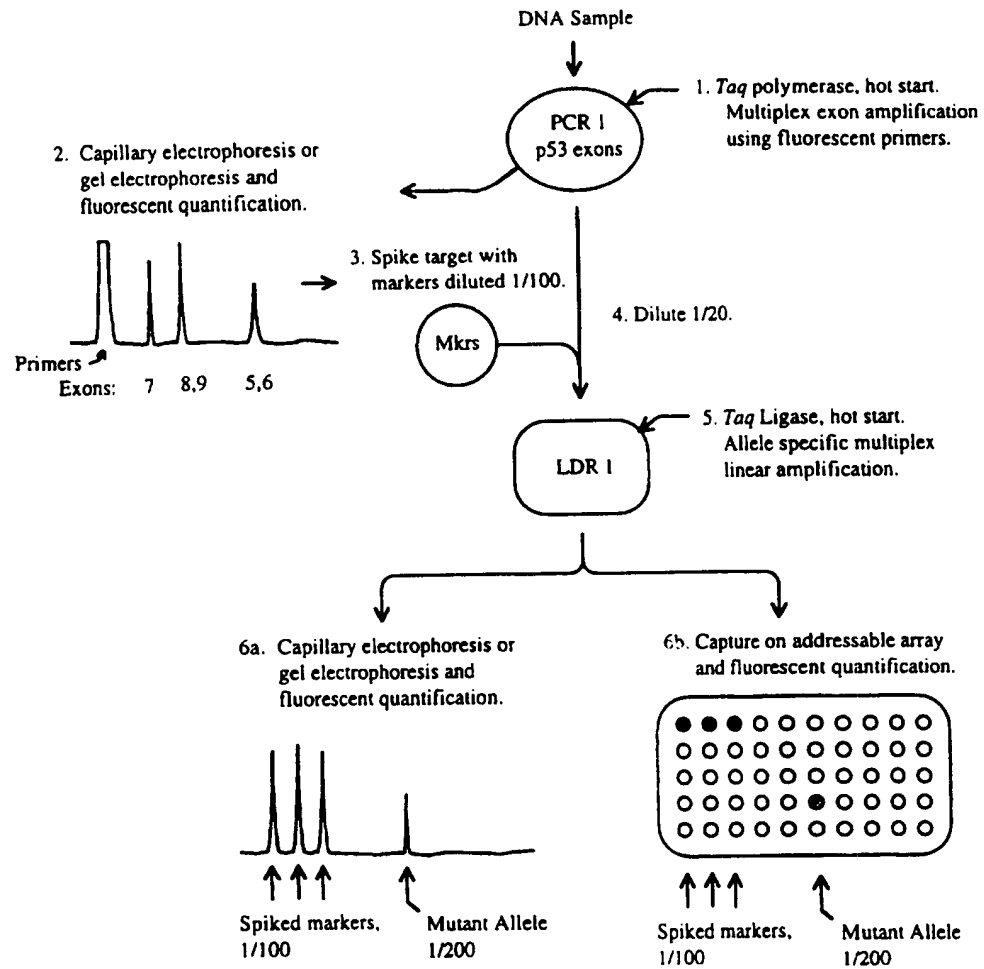 DNA Sample
1. Taq polymerase, hot start.
Multiplex exon amplification
using fluorescent primers.
PCR 1
p53 exons
2. Capillary electrophoresis or
gel electrophoresis and
fluorescent quantification.
3. Spike target with
markers diluted 1/100.
4. Dilute 1/20.
Mkrs
Primers
Exons: 7 8,9 5,6
5. Taq Ligase, hot start.
Allele specific multiplex
linear amplification.
LDR 1
6a. Capillary electrophoresis or
gel electrophoresis and
fluorescent quantification.
6b. Capture on addressable array
and fluorescent quantification.
Spiked markers,
1/100
Mutant Allele
1/200
Spiked markers,
1/100
Mutant Allele
1/200